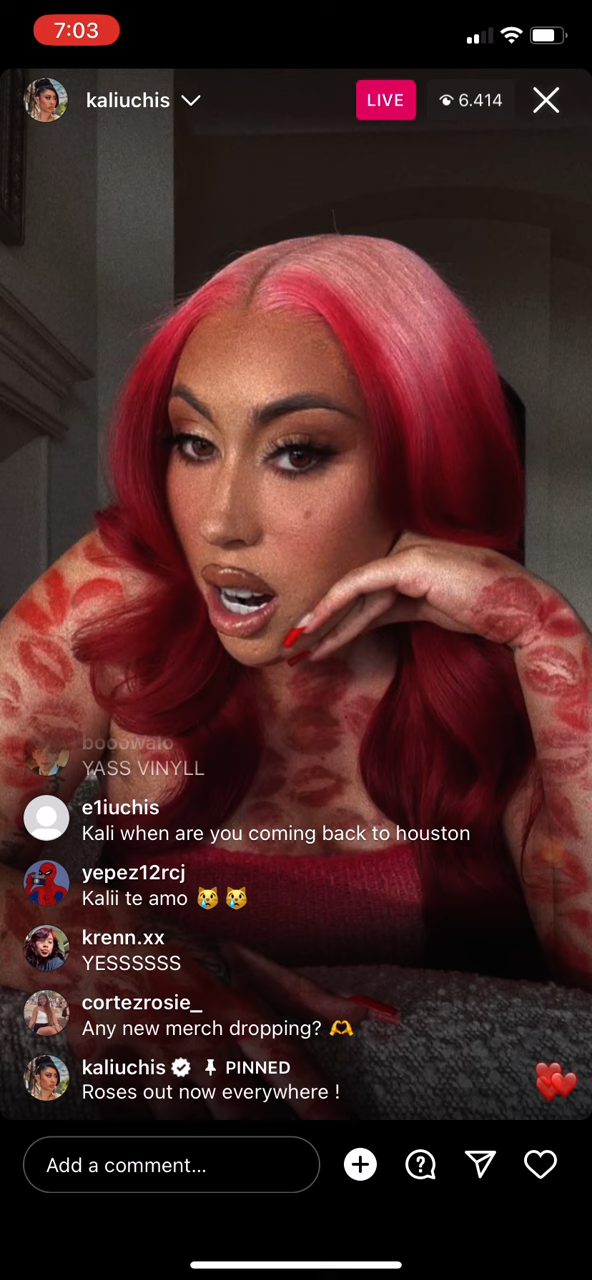 7:03
kaliuchis
LIVE
6.414
booowalo
YASS VINYLL
e1iuchis
Kali when are you coming back to houston
yepez12rcj
Kalii te amo 😿 😿
krenn.xx
YESSSSSS
cortezrosie_
Any new merch dropping? 🫶
kaliuchis PINNED
Roses out now everywhere !
Add a comment...